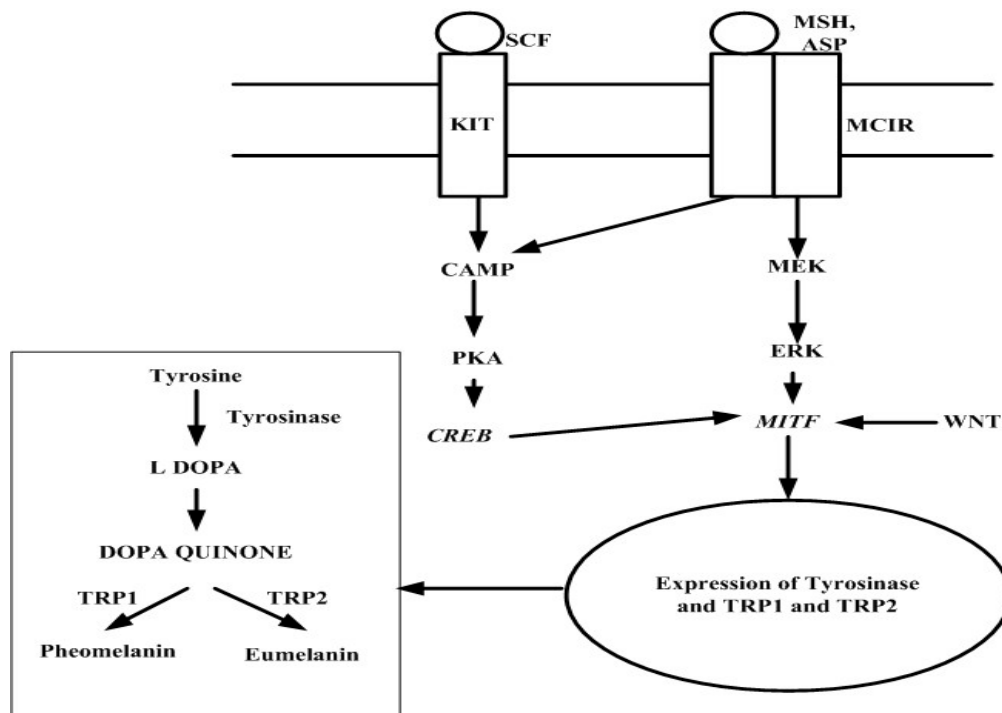 SCF
MSH,
ASP
KIT
MCIR
CAMP
MEK
PKA
ERK
CREB
MITF
WNT
Tyrosine
Tyrosinase
L DOPA
DOPA QUINONE
TRP1
TRP2
Pheomelanin
Eumelanin
Expression of Tyrosinase
and TRP1 and TRP2